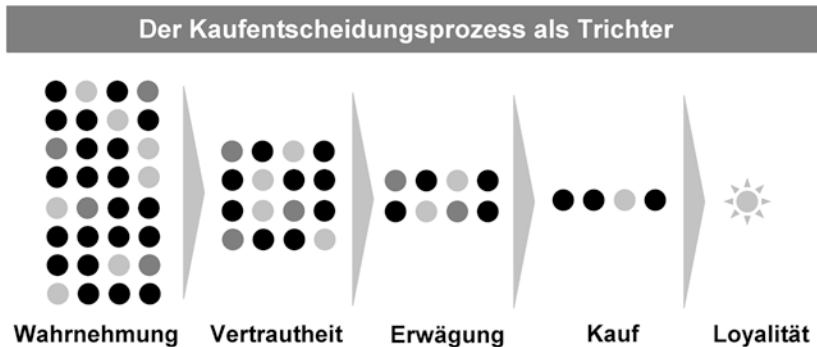 Der Kaufentscheidungsprozess als Trichter
Wahrnehmung Vertrautheit Erwägung Kauf Loyalität